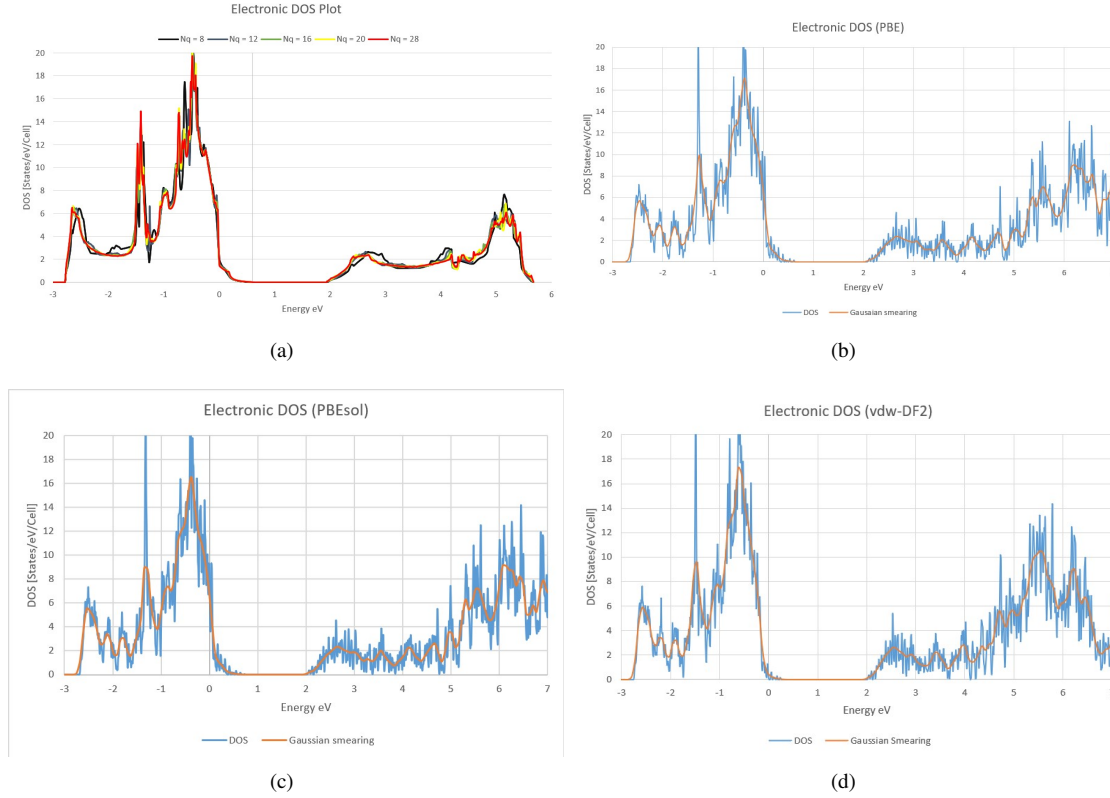 Electronic DOS Plot
Nq = 8 Nq = 12 Nq = 16 Nq = 20 Nq = 28
20
18
16
14
12
10
8
6
4
2
0
DOS [States/eV/Cell]
-3 -2 -1 0 1 2 3 4 5 6
Energy eV
(a)
Electronic DOS (PBE)
20
18
16
14
12
10
8
6
4
2
0
DOS [States/eV/Cell]
-3 -2 -1 0 1 2 3 4 5 6
Energy eV
DOS Gausaian smearing
(b)
Electronic DOS (PBEsol)
20
18
16
14
12
10
8
6
4
2
0
DOS [States/eV/Cell]
-3 -2 -1 0 1 2 3 4 5 6 7
Energy eV
DOS Gaussian smearing
(c)
Electronic DOS (vdw-DF2)
20
18
16
14
12
10
8
6
4
2
0
DOS [States/eV/Cell]
-3 -2 -1 0 1 2 3 4 5 6
Energy eV
DOS Gaussian Smearing
(d)